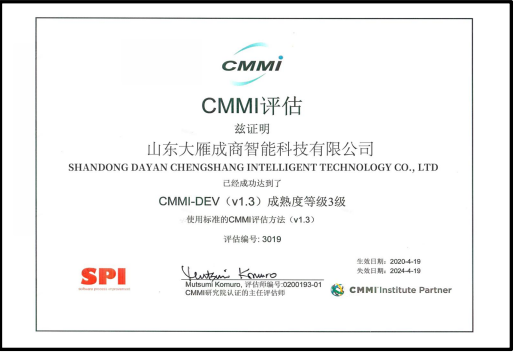 CMMI
CMMI评估
兹证明
山东大雁成商智能科技有限公司
SHANDONG DAYAN CHENGSHANG INTELLIGENT TECHNOLOGY CO., LTD
已经成功达到了
CMMI-DEV（v1.3）成熟度等级3级
使用标准的CMMI评估方法（v1.3）
评估编号: 3019
生效日期: 2020-4-19
失效日期: 2024-4-19
SPI
Mutsumi Komuro
Mutsumi Komuro, 评估师编号:0200193-01
CMMI研究院认证的主任评估师
CMMI Institute Partner